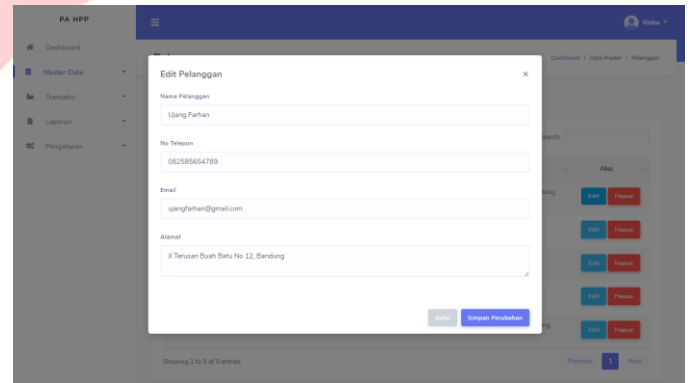 PA HPP
Riska
Dashboard
Dashboard / Data Master / Pelanggan
Master Data
Transaksi
Laporan
Pengaturan
Edit Pelanggan ×
Nama Pelanggan
Ujang Farhan
No Telepon
082585654789
Email
ujangfarhan@gmail.com
Alamat
Jl Terusan Buah Batu No 12, Bandung
Batal Simpan Perubahan
Aksi
Edit Hapus
Edit Hapus
Edit Hapus
Edit Hapus
Edit Hapus
Showing 1 to 5 of 5 entries
Previous 1 Next